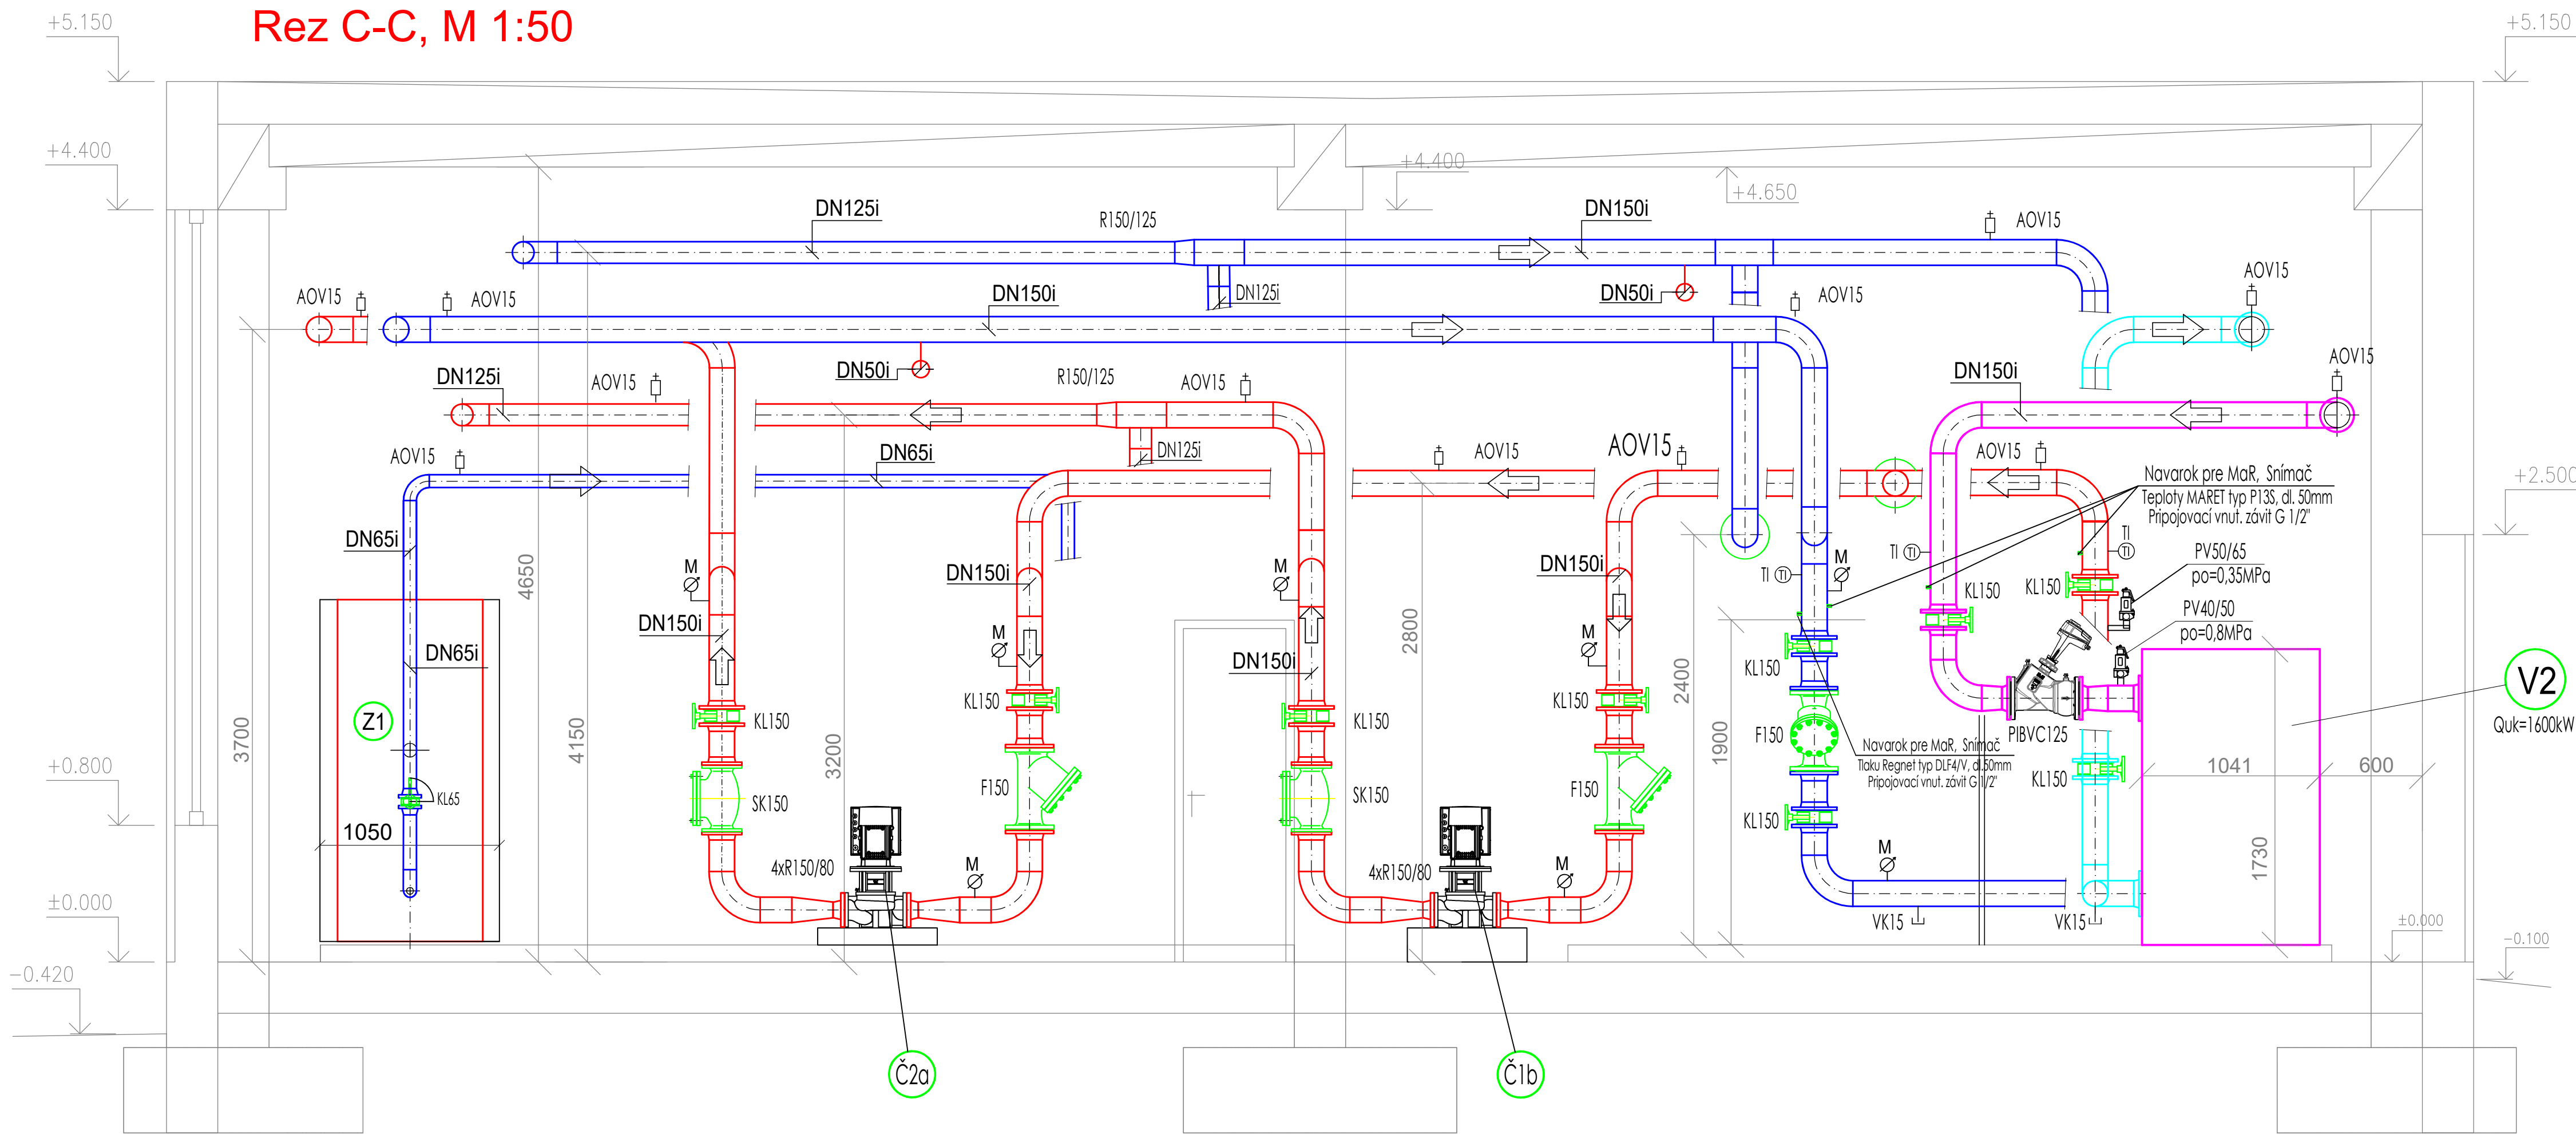 Rez C-C, M 1:50
+5.150
+5.150
+4.400
+4.400
+4.650
DN125i
R150/125
DN150i
AOV15
AOV15
AOV15
AOV15
DN150i
DN125i
DN50i
AOV15
DN125i
AOV15
DN50i
R150/125
AOV15
DN150i
AOV15
AOV15
DN65i
DN125i
AOV15
AOV15
AOV15
+2.500
Navarok pre MaR, Snímač
Teploty MARET typ P13S, dl. 50mm
Pripojovací vnut. závit G 1/2"
DN65i
4650
M
DN150i
M
DN150i
TI
TI
M
TI
TI
TI
TI
PV50/65
po=0,35MPa
KL150
KL150
PV40/50
po=0,8MPa
DN65i
DN150i
M
DN150i
2800
M
2400
1900
KL150
V2
Quk=1600kW
Z1
3700
4150
KL150
KL150
3200
KL150
KL150
F150
PIBVC125
Navarok pre MaR, Snímač
Tlaku Regnet typ DLF4/V, dl.50mm
Pripojovací vnut. závit G 1/2"
+0.800
KL65
SK150
F150
SK150
F150
KL150
KL150
1041
600
1050
4xR150/80
M
4xR150/80
M
M
1730
±0.000
VK15
VK15
±0.000
-0.100
-0.420
Č2a
Č1b